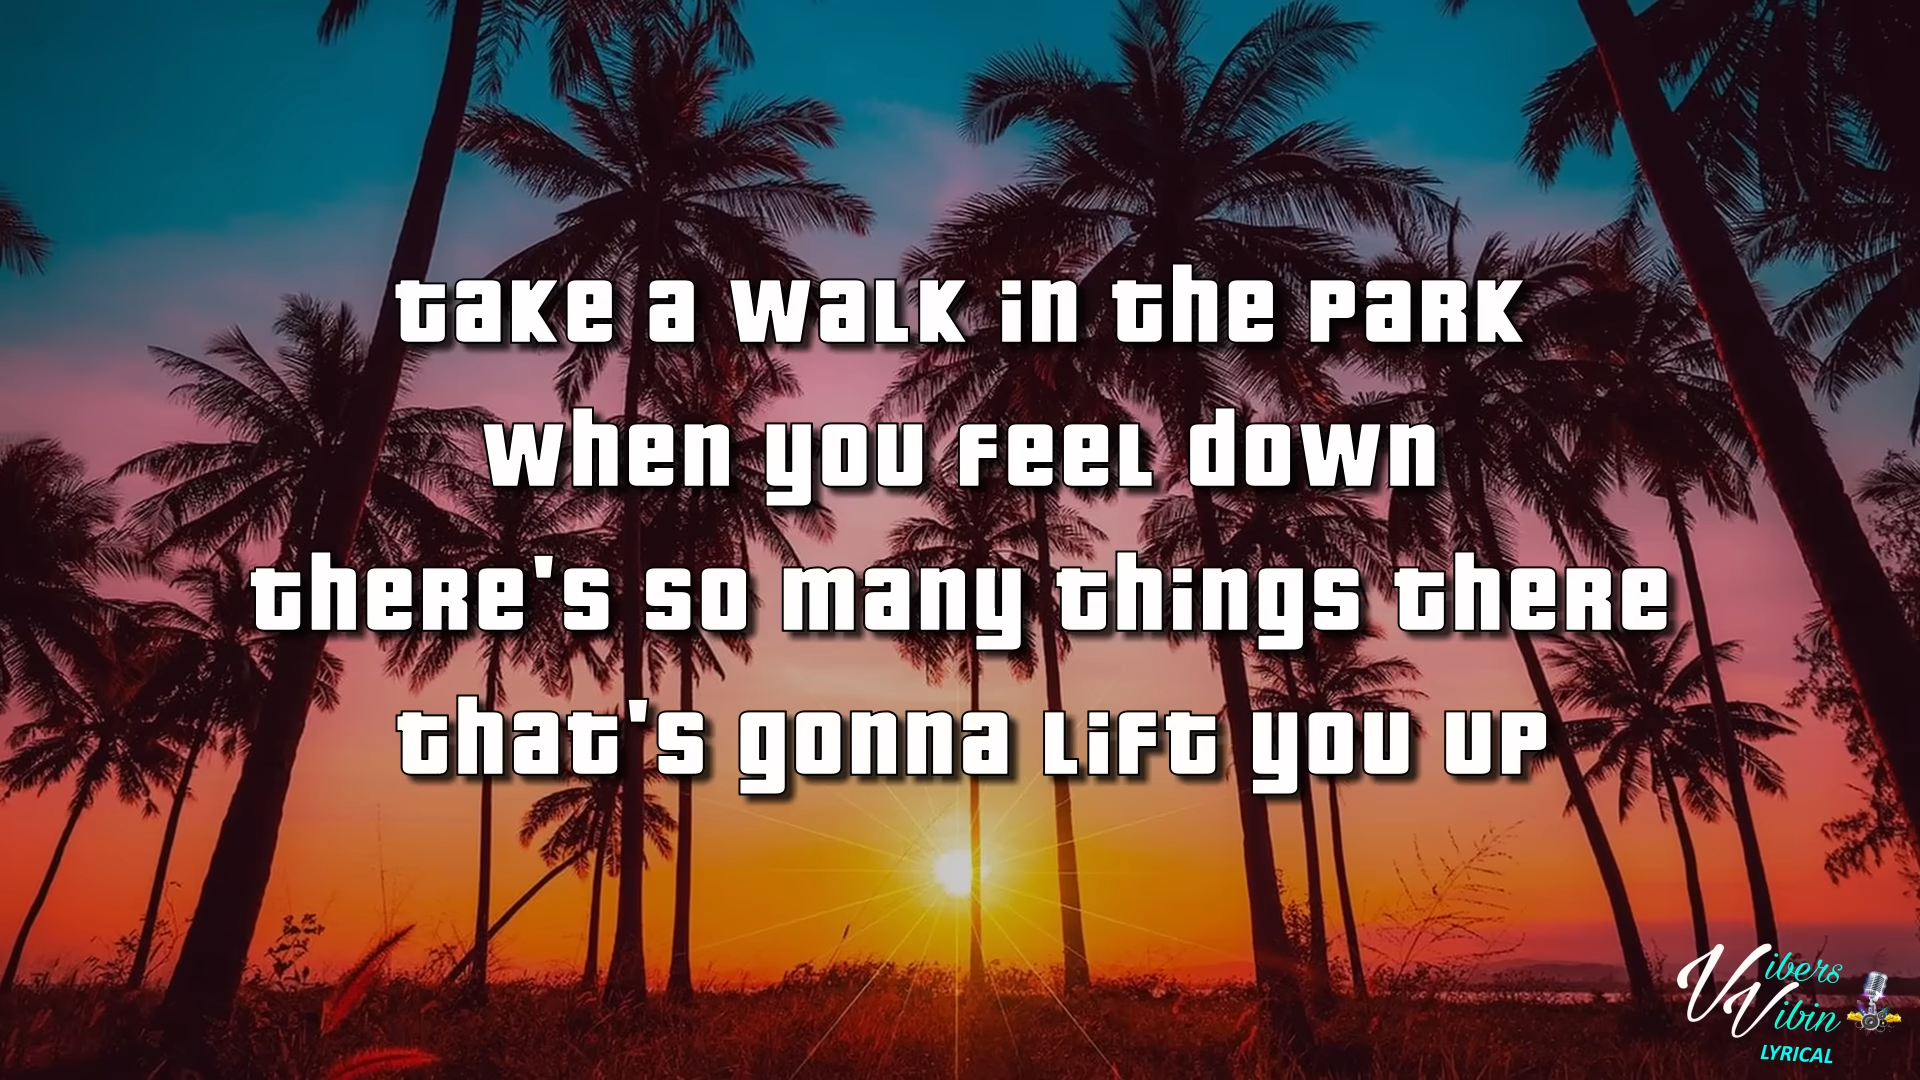 take a walk in the park
when you feel down
there's so many things there
that's gonna lift you up
Vibers
Vibin
LYRICAL